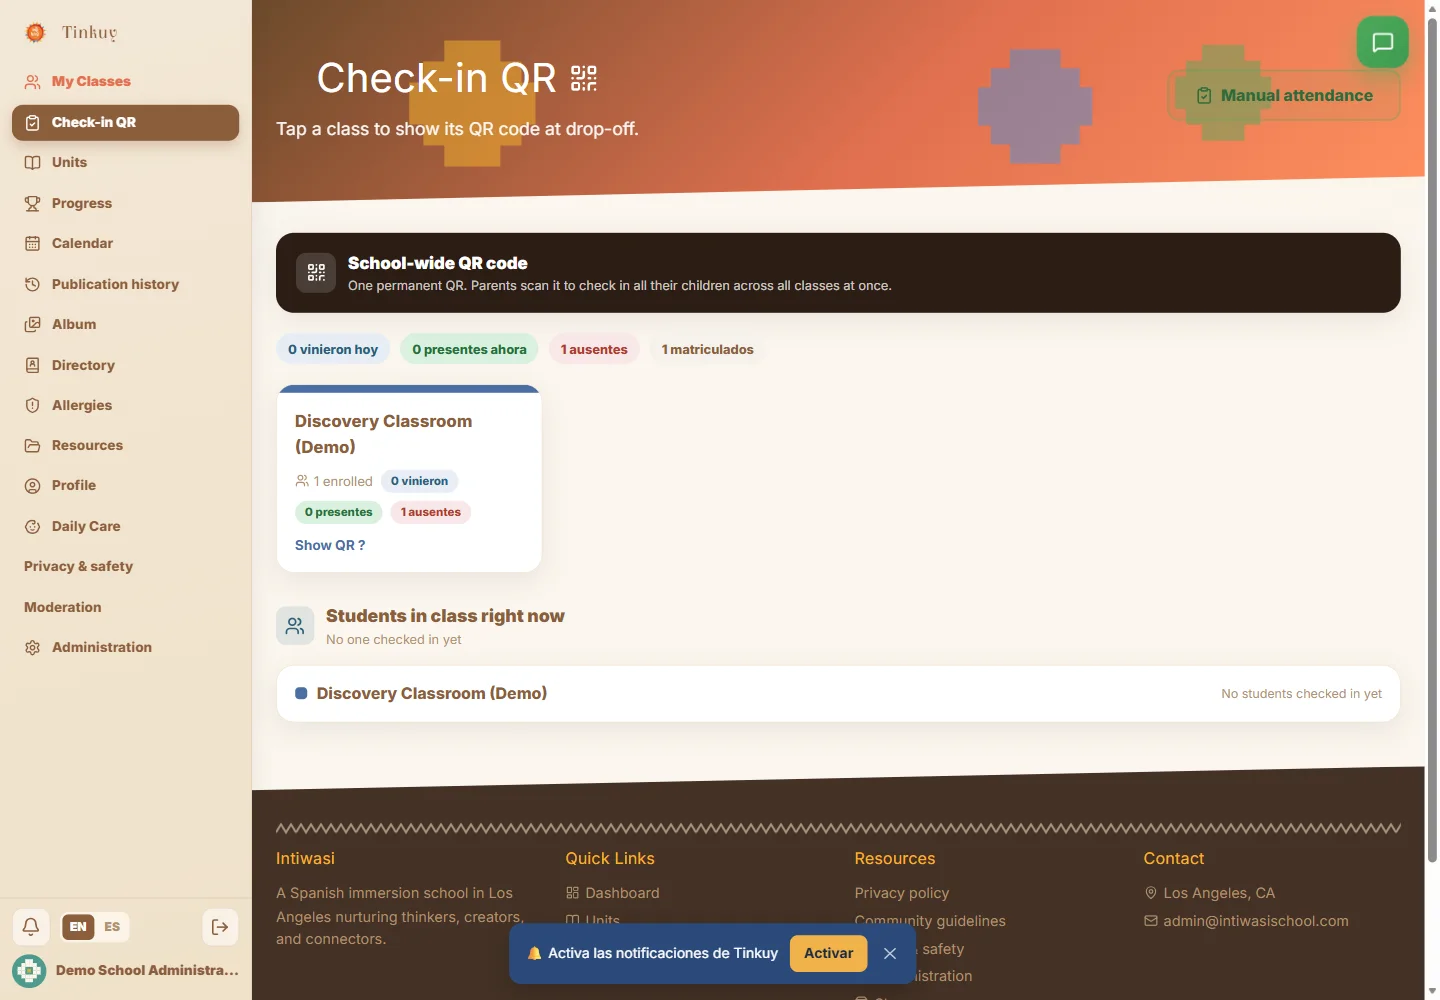 Tinkuy
My Classes
Check-in QR
Units
Progress
Calendar
Publication history
Album
Directory
Allergies
Resources
Profile
Daily Care
Privacy & safety
Moderation
Administration
EN ES
Demo School Administra...
Check-in QR
Tap a class to show its QR code at drop-off.
Manual attendance
School-wide QR code
One permanent QR. Parents scan it to check in all their children across all classes at once.
0 vinieron hoy
0 presentes ahora
1 ausentes
1 matriculados
Discovery Classroom
(Demo)
1 enrolled
0 vinieron
0 presentes
1 ausentes
Show QR ?
Students in class right now
No one checked in yet
Discovery Classroom (Demo)
No students checked in yet
Intiwasi
A Spanish immersion school in Los
Angeles nurturing thinkers, creators,
and connectors.
Quick Links
Dashboard
Units
Resources
Privacy policy
Community guidelines
safety
Contact
Los Angeles, CA
admin@intiwasischool.com
Activa las notificaciones de Tinkuy
Activar